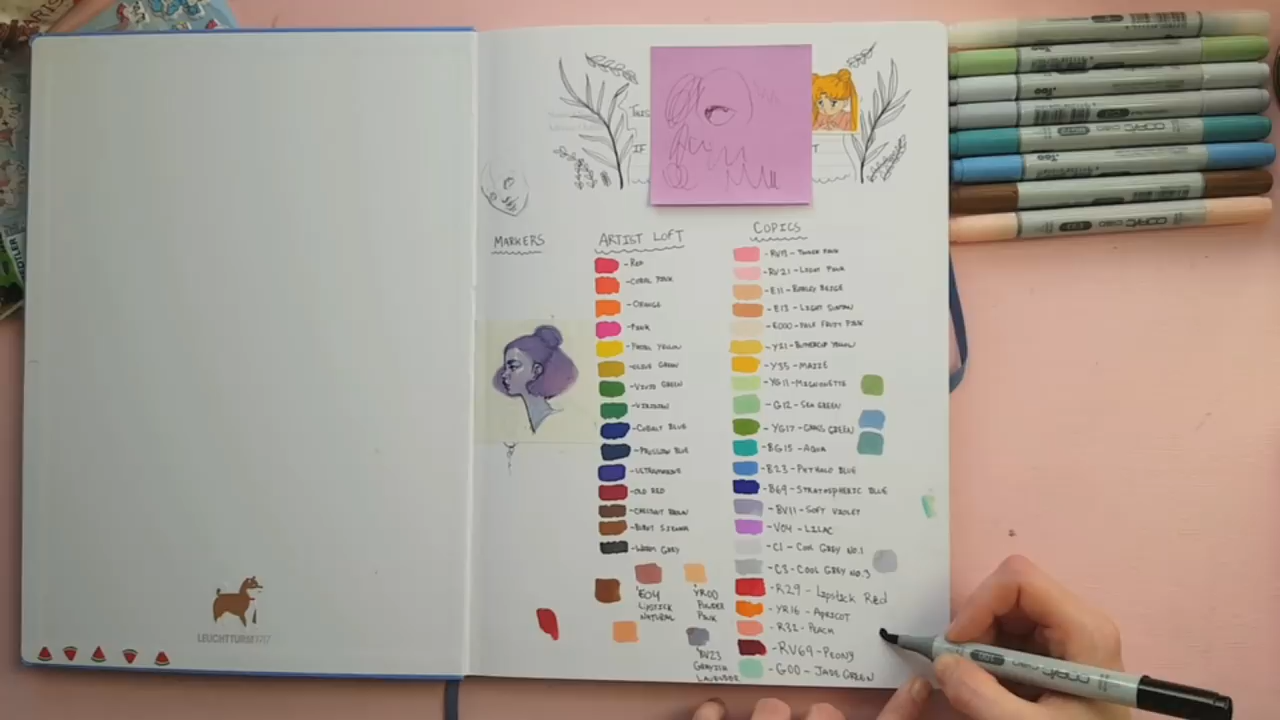 THIS
IF
T
MARKERS
ARTIST LOFT
COPICS
- RED
- CORAL PINK
- ORANGE
- PINK
- PASTEL YELLOW
- OLIVE GREEN
- VIVID GREEN
- VIRIDIAN
- COBALT BLUE
- PRUSSIAN BLUE
- ULTRAMARINE
- OLD RED
- CHESTNUT BROWN
- BURNT SIENNA
- WARM GREY
E04
LIPSTICK
NATURAL
YR00
POWDER
PINK
BV23
GRAYISH
LAVENDER
- RV21 - LIGHT PINK
- E11 - BARLEY BEIGE
- E13 - LIGHT SUNTAN
- E000 - PALE FRUIT PINK
- Y21 - BUTTERCUP YELLOW
- Y35 - MAIZE
- YG11 - MIGNONETTE
- G12 - SEA GREEN
- YG17 - GRASS GREEN
- BG15 - AQUA
- B23 - PHTHALO BLUE
- B69 - STRATOSPHERIC BLUE
- BV11 - SOFT VIOLET
- V04 - LILAC
- C1 - COOL GREY NO.1
- C3 - COOL GREY NO.3
- R29 - Lipstick Red
- YR16 - APRICOT
- R32 - PEACH
- RV69 - PEONY
- G00 - JADE GREEN
LEUCHTTURM1917
COPIC